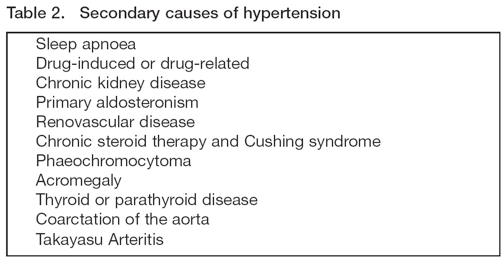 Table 2. Secondary causes of hypertension
Sleep apnoea
Drug-induced or drug-related
Chronic kidney disease
Primary aldosteronism
Renovascular disease
Chronic steroid therapy and Cushing syndrome
Phaeochromocytoma
Acromegaly
Thyroid or parathyroid disease
Coarctation of the aorta
Takayasu Arteritis